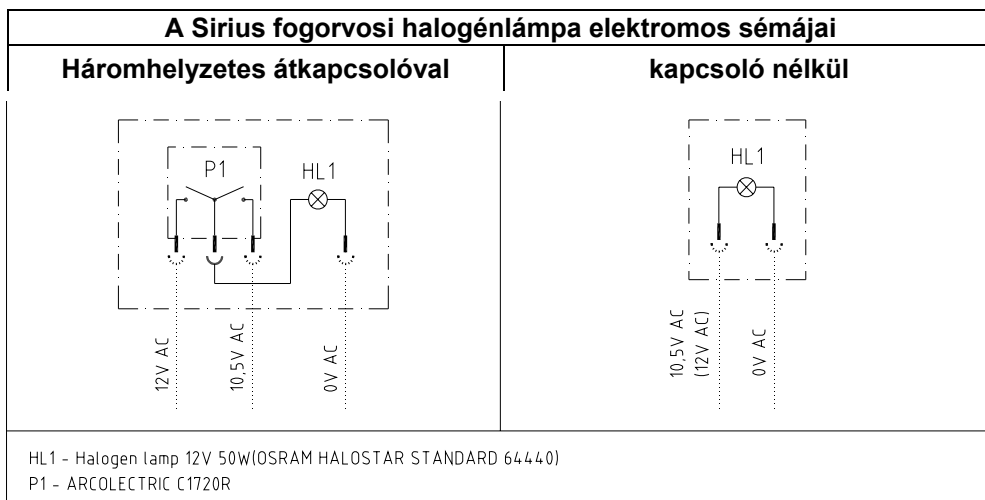 A Sirius fogorvosi halogénlámpa elektromos sémájai
Háromhelyzetes átkapcsolóval
kapcsoló nélkül
P1
HL1
12V AC
10,5V AC
0V AC
HL1
10,5V AC
(12V AC)
0V AC
HL1 - Halogen lamp 12V 50W(OSRAM HALOSTAR STANDARD 64440)
P1 - ARCOLECTRIC C1720R